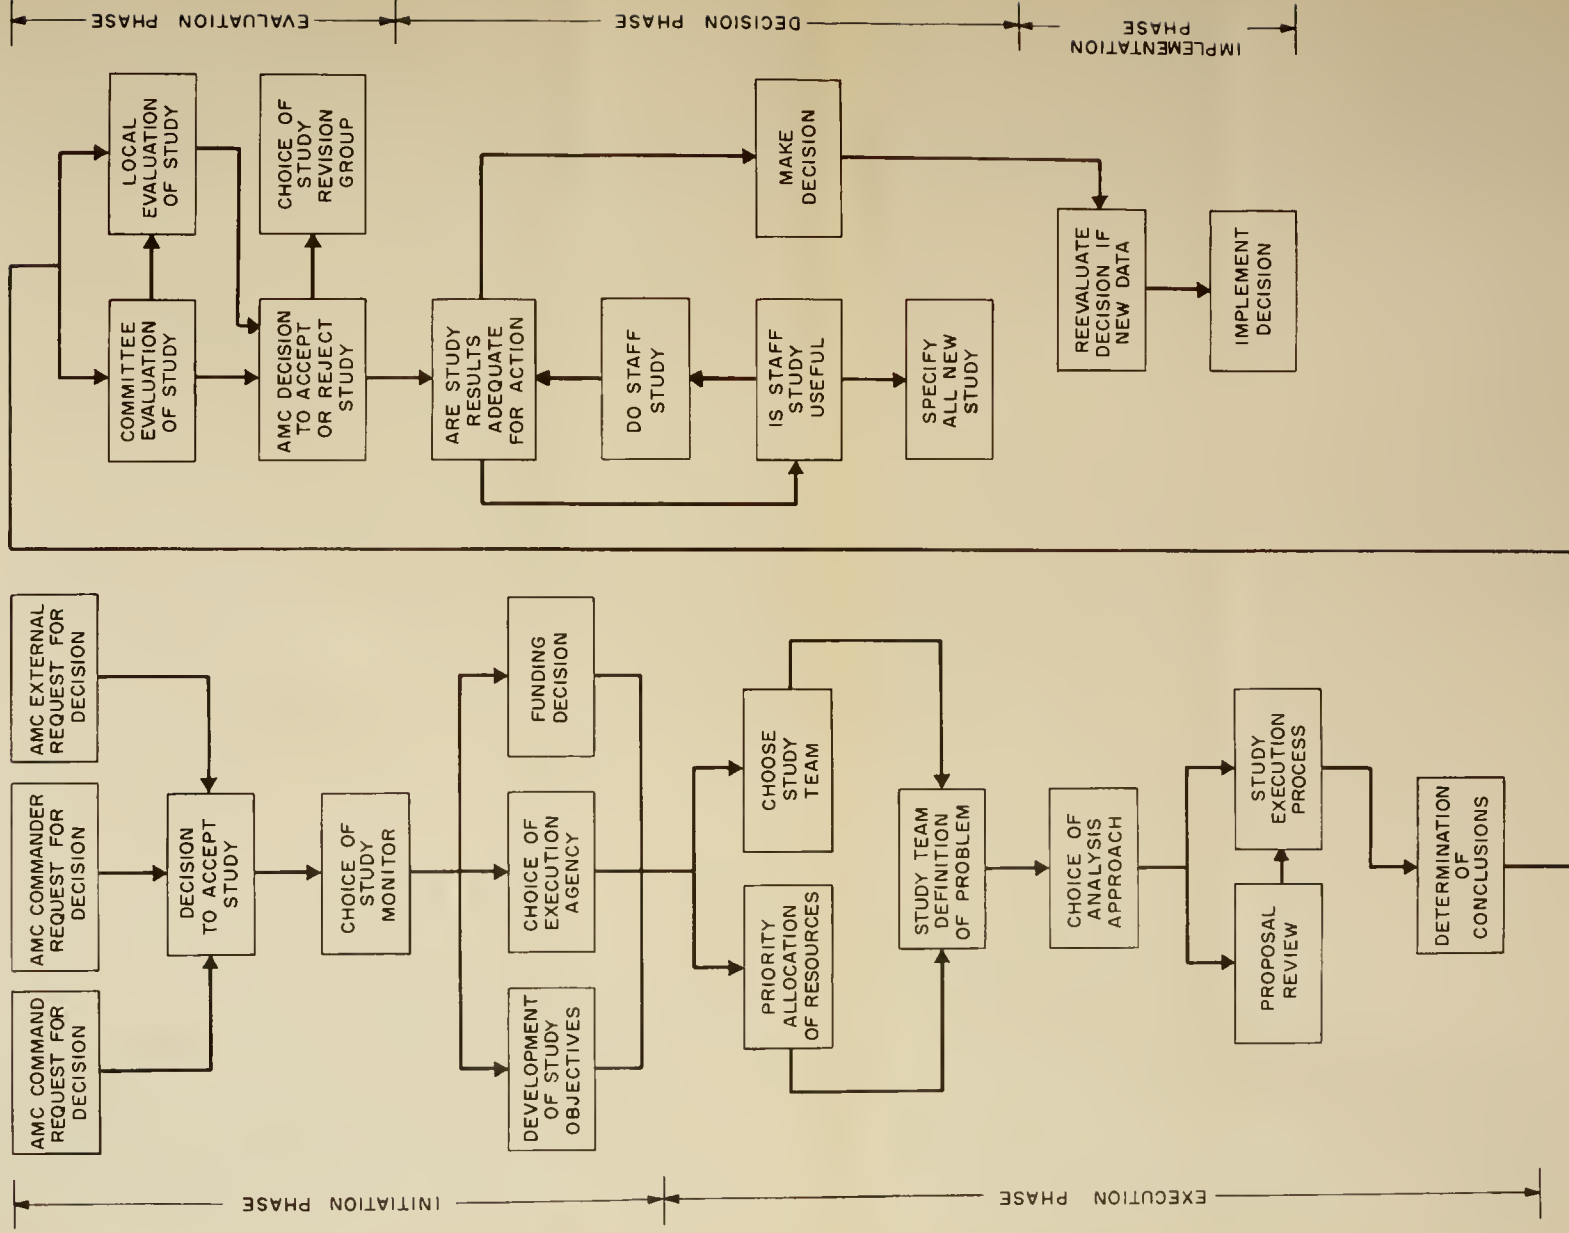 AMC COMMAND
REQUEST FOR
DECISION
AMC COMMANDER
REQUEST FOR
DECISION
AMC EXTERNAL
REQUEST FOR
DECISION
DECISION
TO ACCEPT
STUDY
CHOICE OF
STUDY
MONITOR
DEVELOPMENT
OF STUDY
OBJECTIVES
CHOICE OF
EXECUTION
AGENCY
FUNDING
DECISION
INITIATION PHASE
PRIORITY
ALLOCATION
OF RESOURCES
CHOOSE
STUDY
TEAM
STUDY TEAM
DEFINITION
OF PROBLEM
CHOICE OF
ANALYSIS
APPROACH
PROPOSAL
REVIEW
STUDY
EXECUTION
PROCESS
DETERMINATION
OF
CONCLUSIONS
EXECUTION PHASE
COMMITTEE
EVALUATION
OF STUDY
LOCAL
EVALUATION
OF STUDY
AMC DECISION
TO ACCEPT
OR REJECT
STUDY
CHOICE OF
STUDY
REVISION
GROUP
EVALUATION PHASE
ARE STUDY
RESULTS
ADEQUATE
FOR ACTION
DO STAFF
STUDY
IS STAFF
STUDY
USEFUL
MAKE
DECISION
SPECIFY
ALL NEW
STUDY
DECISION PHASE
REEVALUATE
DECISION IF
NEW DATA
IMPLEMENT
DECISION
IMPLEMENTATION
PHASE